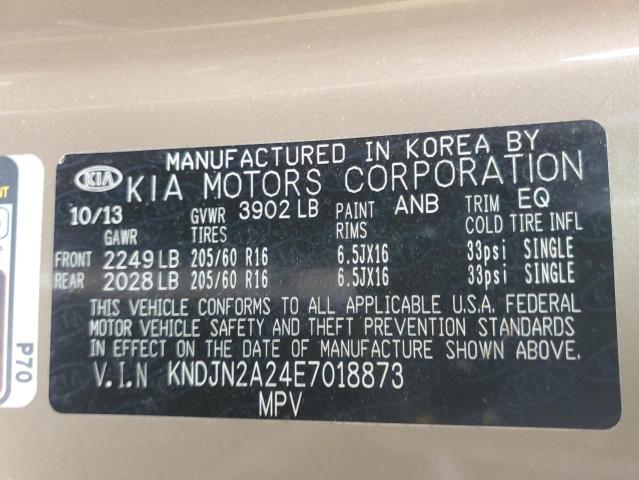 MANUFACTURED IN KOREA BY
KIA KIA MOTORS CORPORATION
10/13 GVWR 3902 LB PAINT ANB TRIM EQ
GAWR TIRES COLD TIRE INFL
FRONT 2249 LB 205/60 R16 6.5JX16 33psi SINGLE
REAR 2028 LB 205/60 R16 6.5JX16 33psi SINGLE
THIS VEHICLE CONFORMS TO ALL APPLICABLE U.S.A. FEDERAL
MOTOR VEHICLE SAFETY AND THEFT PREVENTION STANDARDS
IN EFFECT ON THE DATE OF MANUFACTURE SHOWN ABOVE.
V.I.N KNDJN2A24E7018873
MPV
P70